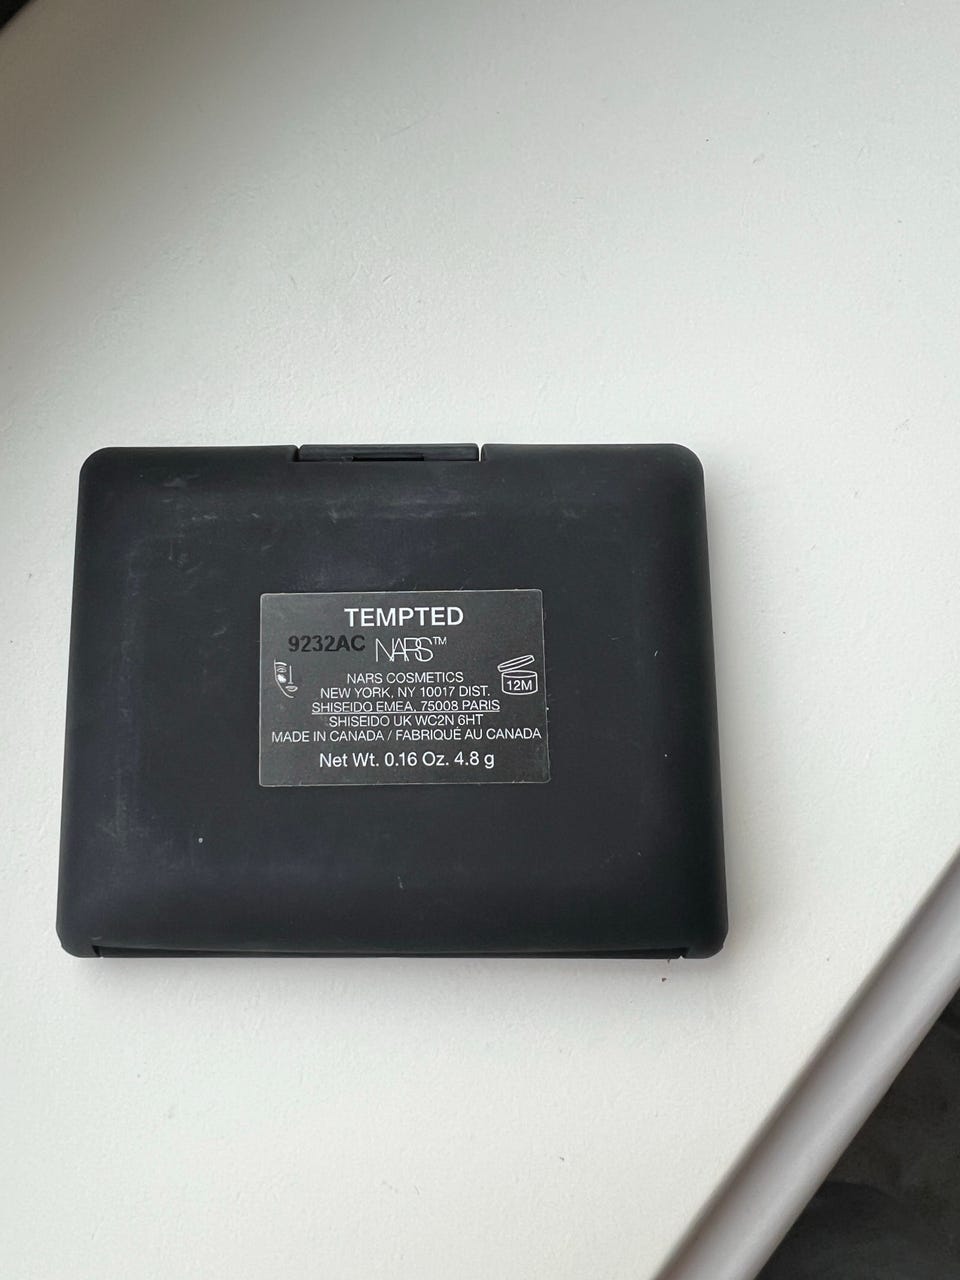 TEMPTED
9232AC NARS™
12M
NARS COSMETICS
NEW YORK, NY 10017 DIST.
SHISEIDO EMEA, 75008 PARIS
SHISEIDO UK WC2N 6HT
MADE IN CANADA / FABRIQUÉ AU CANADA
Net Wt. 0.16 Oz. 4.8 g